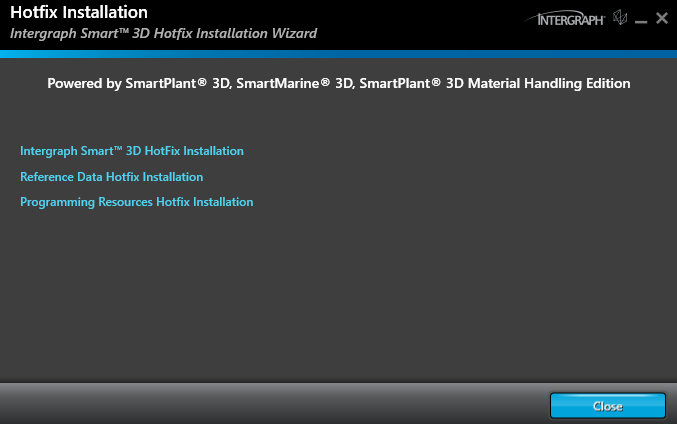 Hotfix Installation
Intergraph Smart™ 3D Hotfix Installation Wizard
INTERGRAPH
Powered by SmartPlant® 3D, SmartMarine® 3D, SmartPlant® 3D Material Handling Edition
Intergraph Smart™ 3D HotFix Installation
Reference Data Hotfix Installation
Programming Resources Hotfix Installation
Close